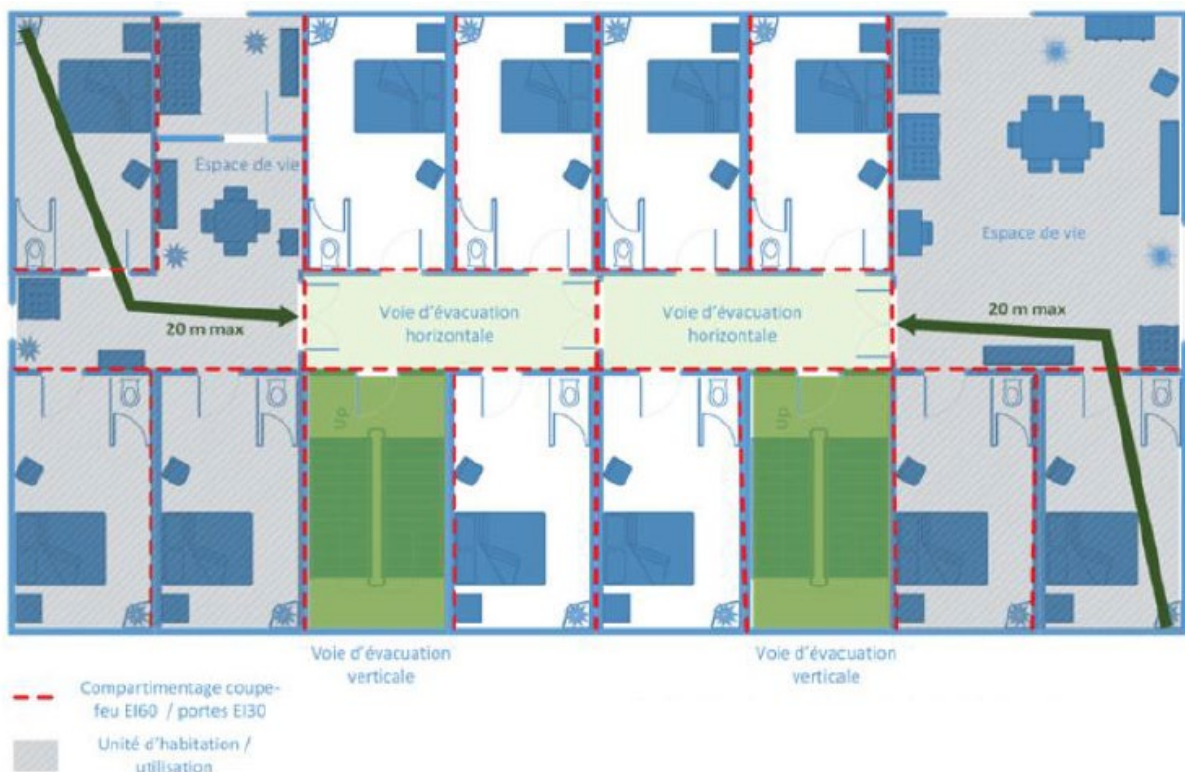 Espace de vie
Espace de vie
20 m max
Voie d'évacuation
horizontale
Voie d'évacuation
horizontale
20 m max
Up
Up
Voie d'évacuation
verticale
Voie d'évacuation
verticale
Compartimentage coupe-
feu EI60 / portes EI30
Unité d'habitation /
utilisation